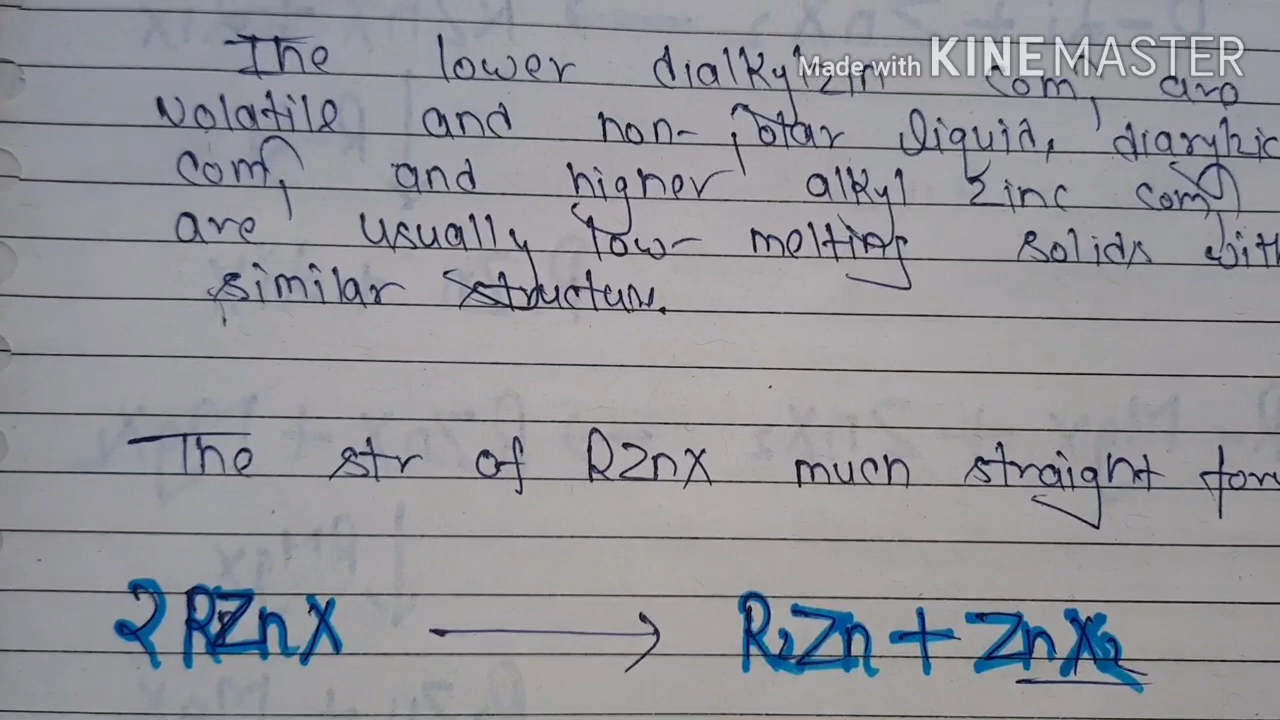 The lower dialkylzin com, are
Made with KINEMASTER
volatile and non-polar liquid, diarylzic
com, and higher alkyl zinc com
are usually low-melting solids with
similar structure.
The str of RZnX much straight for
2RZnX → R₂Zn + ZnX₂